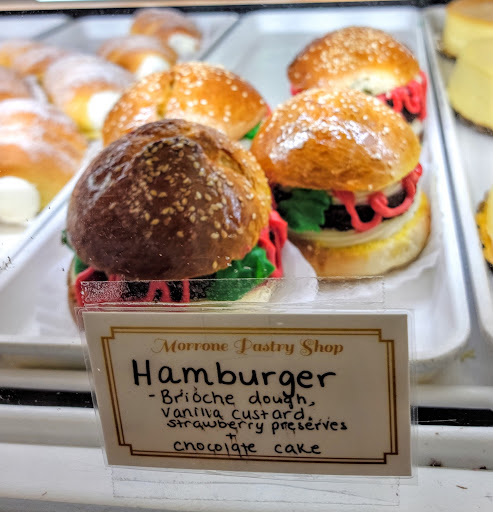 Morrone Pastry Shop
Hamburger
- Brioche dough,
vanilla custard,
strawberry preserves
+
chocolate cake